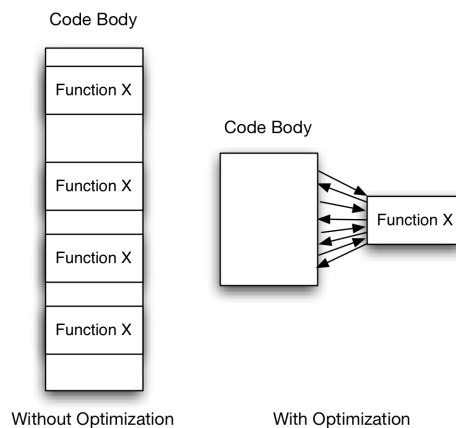 Code Body
Function X
Function X
Function X
Function X
Without Optimization
Code Body
Function X
With Optimization